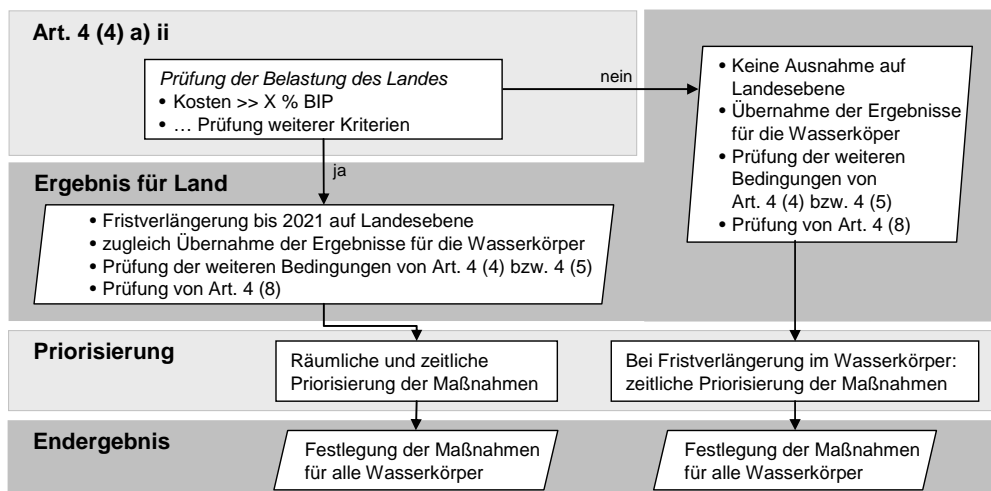 Art. 4 (4) a) ii
Prüfung der Belastung des Landes
• Kosten >> X % BIP
• … Prüfung weiterer Kriterien
nein
• Keine Ausnahme auf
Landesebene
• Übernahme der Ergebnisse
für die Wasserköper
• Prüfung der weiteren
Bedingungen von
Art. 4 (4) bzw. 4 (5)
• Prüfung von Art. 4 (8)
ja
Ergebnis für Land
• Fristverlängerung bis 2021 auf Landesebene
• zugleich Übernahme der Ergebnisse für die Wasserkörper
• Prüfung der weiteren Bedingungen von Art. 4 (4) bzw. 4 (5)
• Prüfung von Art. 4 (8)
Priorisierung
Räumliche und zeitliche
Priorisierung der Maßnahmen
Bei Fristverlängerung im Wasserkörper:
zeitliche Priorisierung der Maßnahmen
Endergebnis
Festlegung der Maßnahmen
für alle Wasserkörper
Festlegung der Maßnahmen
für alle Wasserkörper